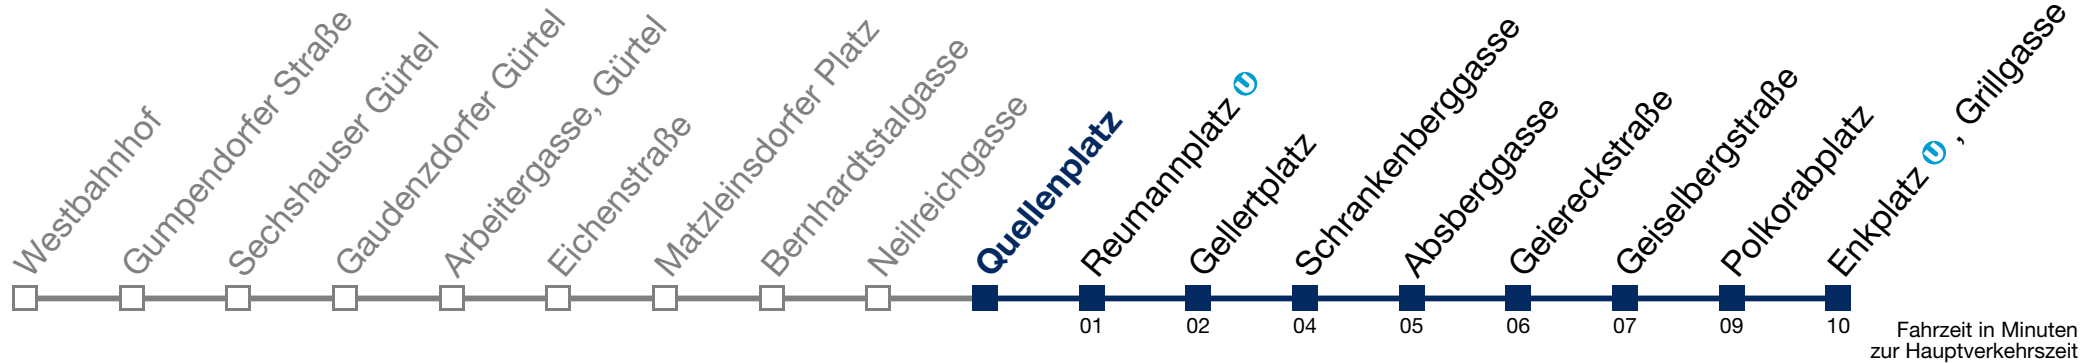 Westbahnhof
Gumpendorfer Straße
Sechshauser Gürtel
Gaudenzdorfer Gürtel
Arbeitergasse, Gürtel
Eichenstraße
Matzleinsdorfer Platz
Bernhardtstalgasse
Neilreichgasse
Quellenplatz
Reumannplatz U
Gellertplatz
Schrankenberggasse
Absberggasse
Geiereckstraße
Geiselbergstraße
Polkorabplatz
Enkplatz U , Grillgasse
01 02 04 05 06 07 09 10
Fahrzeit in Minuten
zur Hauptverkehrszeit